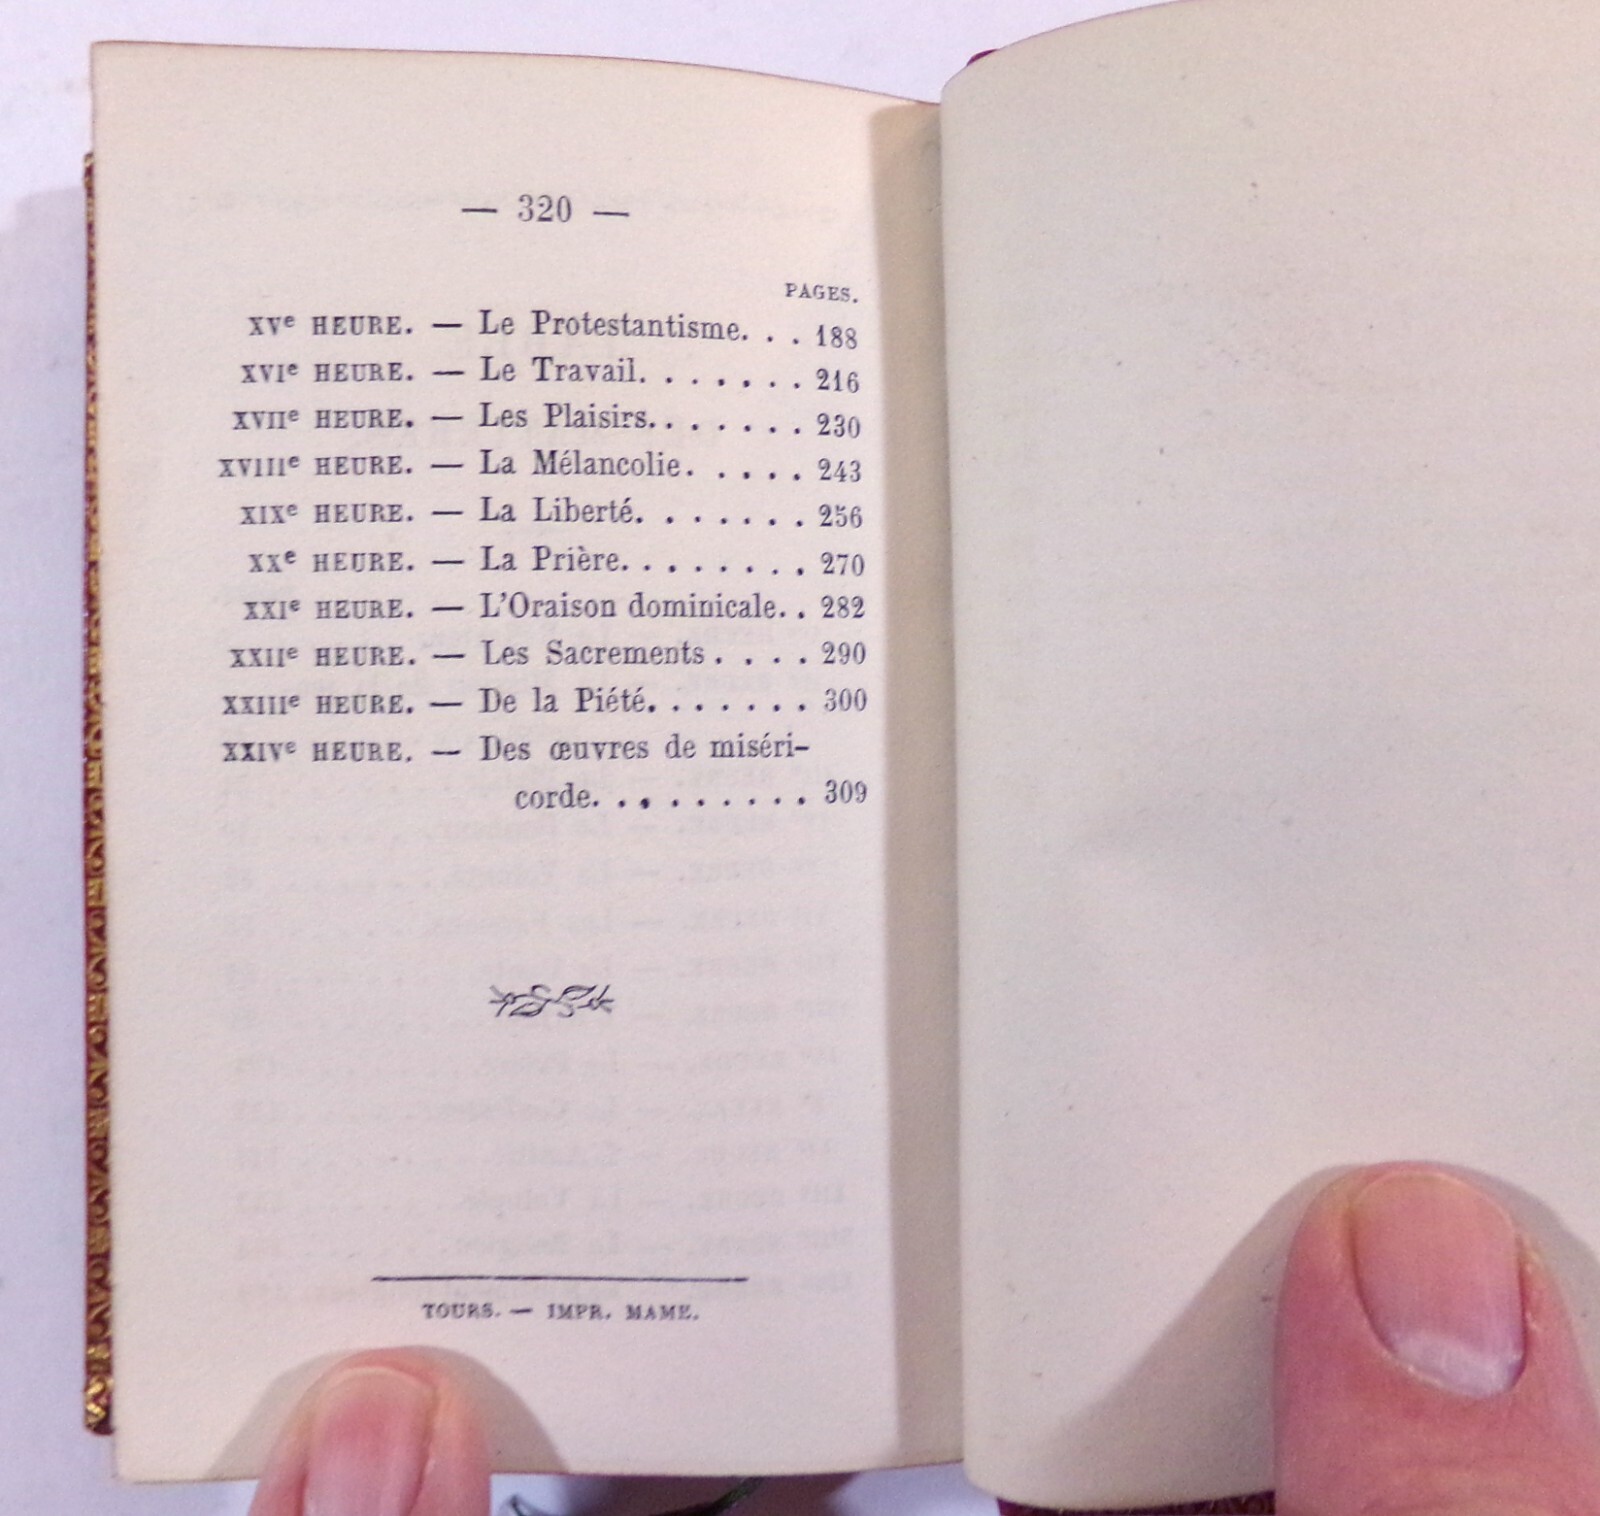 — 320 —
PAGES.
XVe HEURE. — Le Protestantisme. . . 188
XVIe HEURE. — Le Travail. . . . . . . 216
XVIIe HEURE. — Les Plaisirs. . . . . . . 230
XVIIIe HEURE. — La Mélancolie. . . . . 243
XIXe HEURE. — La Liberté. . . . . . . 256
XXe HEURE. — La Prière. . . . . . . . 270
XXIe HEURE. — L'Oraison dominicale. . 282
XXIIe HEURE. — Les Sacrements . . . . 290
XXIIIe HEURE. — De la Piété. . . . . . . 300
XXIVe HEURE. — Des œuvres de miséri-
corde. . . . . . . . . . 309
TOURS. — IMPR. MAME.